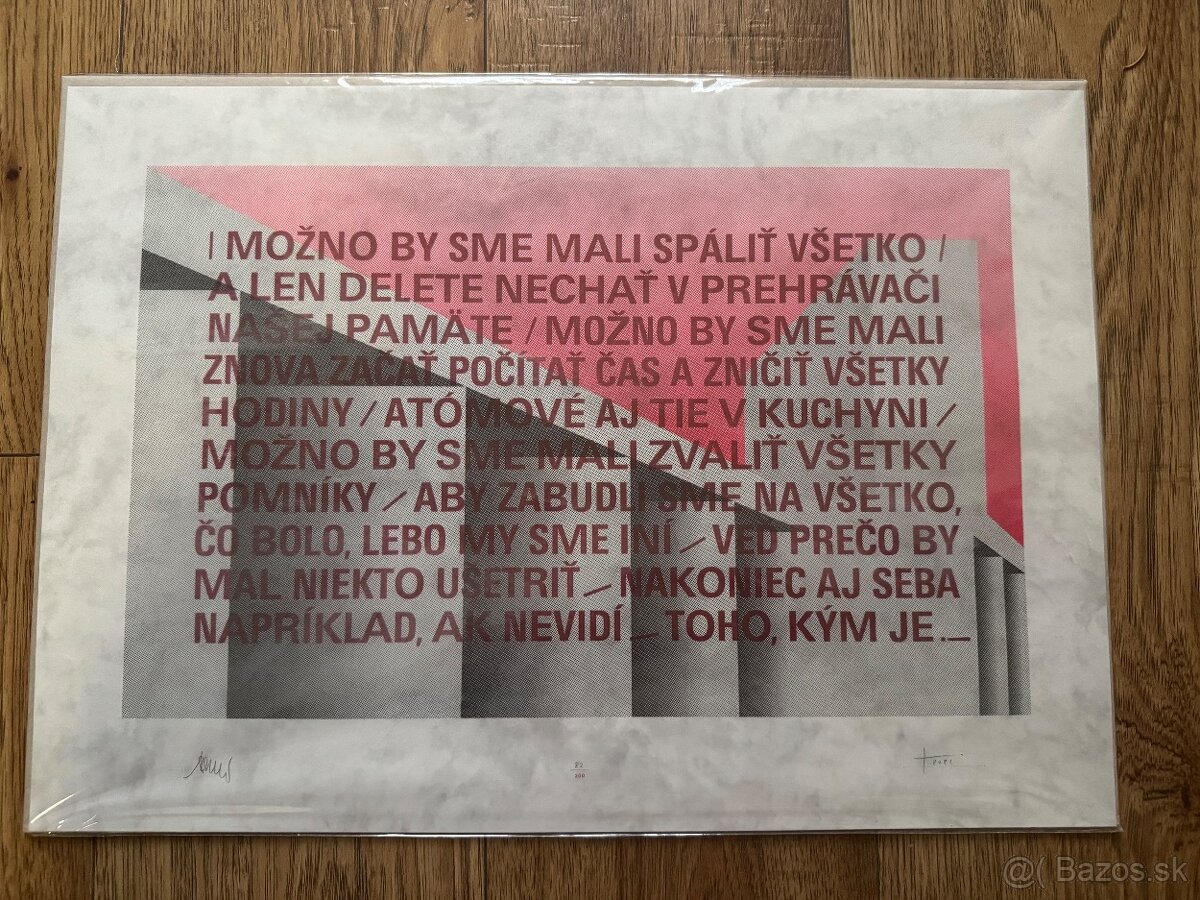 | MOŽNO BY SME MALI SPÁLIŤ VŠETKO /
A LEN DELETE NECHAŤ V PREHRÁVAČI
NAŠEJ PAMÄTE / MOŽNO BY SME MALI
ZNOVA ZAČAŤ POČÍTAŤ ČAS A ZNIČIŤ VŠETKY
HODINY / ATÓMOVÉ AJ TIE V KUCHYNI /
MOŽNO BY SME MALI ZVALIŤ VŠETKY
POMNÍKY / ABY ZABUDLI SME NA VŠETKO,
ČO BOLO, LEBO MY SME INÍ / VEĎ PREČO BY
MAL NIEKTO UŠETRIŤ / NAKONIEC AJ SEBA
NAPRÍKLAD, AK NEVIDÍ / TOHO, KÝM JE._
82
200
@( Bazos.sk